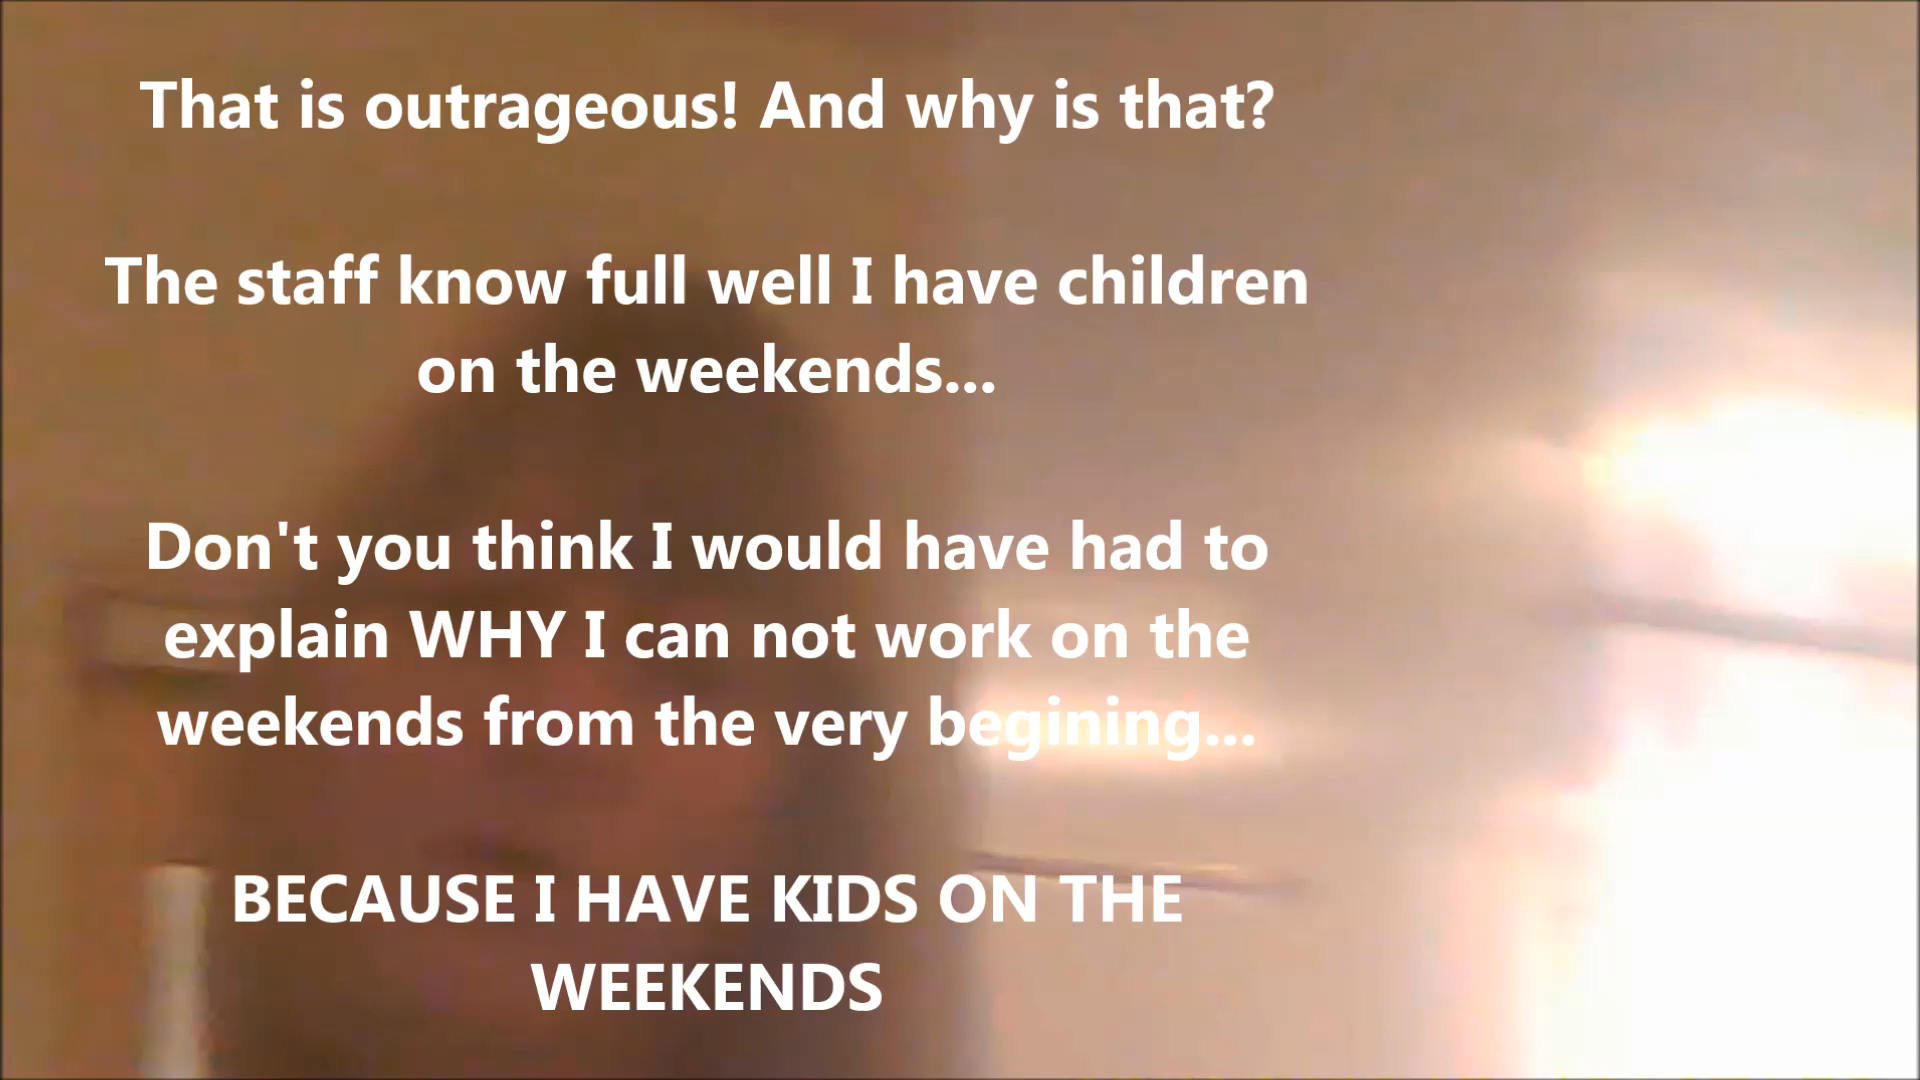 That is outrageous! And why is that?
The staff know full well I have children
on the weekends...
Don't you think I would have had to
explain WHY I can not work on the
weekends from the very begining...
BECAUSE I HAVE KIDS ON THE
WEEKENDS